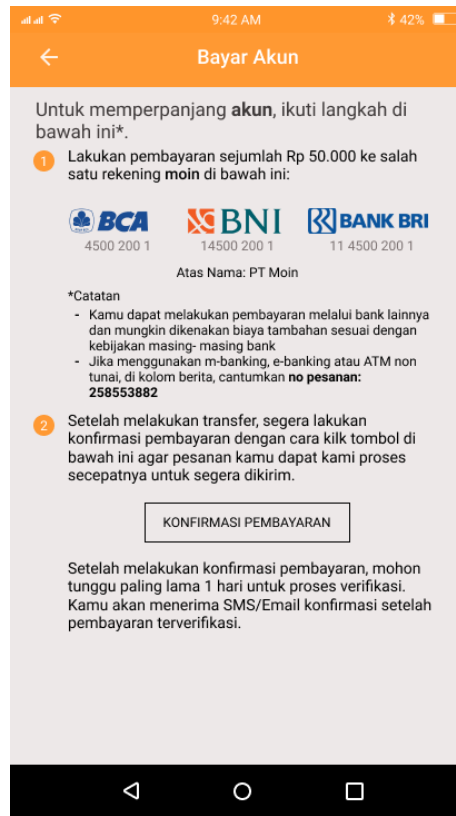 9:42 AM
42%
Bayar Akun
Untuk memperpanjang akun, ikuti langkah di
bawah ini*.
1 Lakukan pembayaran sejumlah Rp 50.000 ke salah
satu rekening moin di bawah ini:
BCA BNI BANK BRI
4500 200 1 14500 200 1 11 4500 200 1
Atas Nama: PT Moin
*Catatan
- Kamu dapat melakukan pembayaran melalui bank lainnya
dan mungkin dikenakan biaya tambahan sesuai dengan
kebijakan masing- masing bank
- Jika menggunakan m-banking, e-banking atau ATM non
tunai, di kolom berita, cantumkan no pesanan:
258553882
2 Setelah melakukan transfer, segera lakukan
konfirmasi pembayaran dengan cara kilk tombol di
bawah ini agar pesanan kamu dapat kami proses
secepatnya untuk segera dikirim.
KONFIRMASI PEMBAYARAN
Setelah melakukan konfirmasi pembayaran, mohon
tunggu paling lama 1 hari untuk proses verifikasi.
Kamu akan menerima SMS/Email konfirmasi setelah
pembayaran terverifikasi.